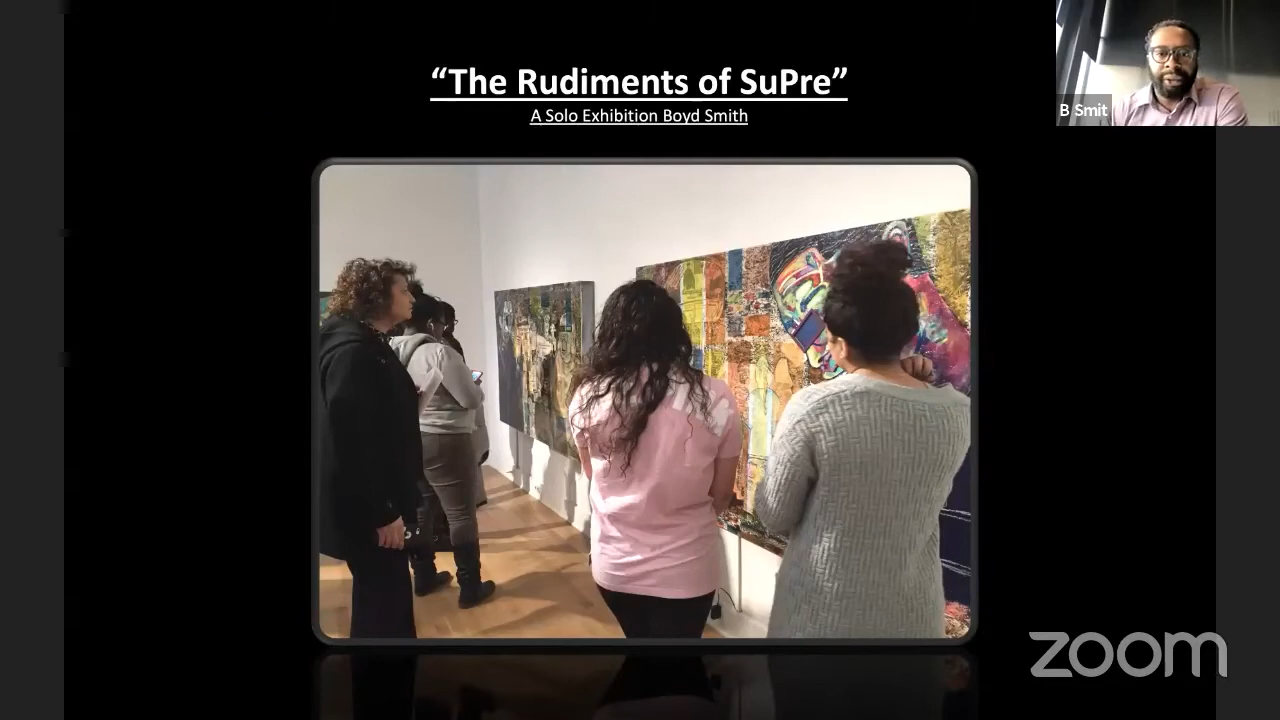 “The Rudiments of SuPre”
A Solo Exhibition Boyd Smith
B Smit
zoom